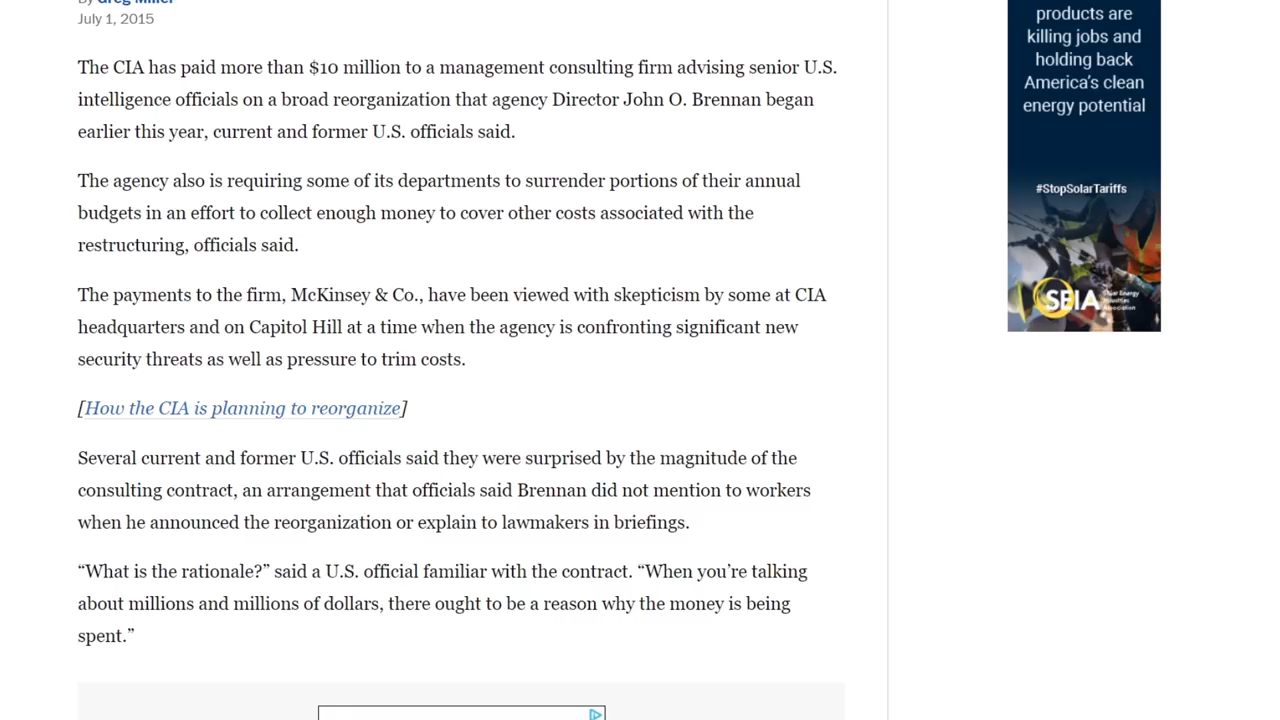 By Greg Miller
July 1, 2015
The CIA has paid more than $10 million to a management consulting firm advising senior U.S.
intelligence officials on a broad reorganization that agency Director John O. Brennan began
earlier this year, current and former U.S. officials said.
The agency also is requiring some of its departments to surrender portions of their annual
budgets in an effort to collect enough money to cover other costs associated with the
restructuring, officials said.
The payments to the firm, McKinsey & Co., have been viewed with skepticism by some at CIA
headquarters and on Capitol Hill at a time when the agency is confronting significant new
security threats as well as pressure to trim costs.
[How the CIA is planning to reorganize]
Several current and former U.S. officials said they were surprised by the magnitude of the
consulting contract, an arrangement that officials said Brennan did not mention to workers
when he announced the reorganization or explain to lawmakers in briefings.
“What is the rationale?” said a U.S. official familiar with the contract. “When you’re talking
about millions and millions of dollars, there ought to be a reason why the money is being
spent.”
products are
killing jobs and
holding back
America’s clean
energy potential
#StopSolarTariffs
SEIA
Solar Energy
Industries
Association